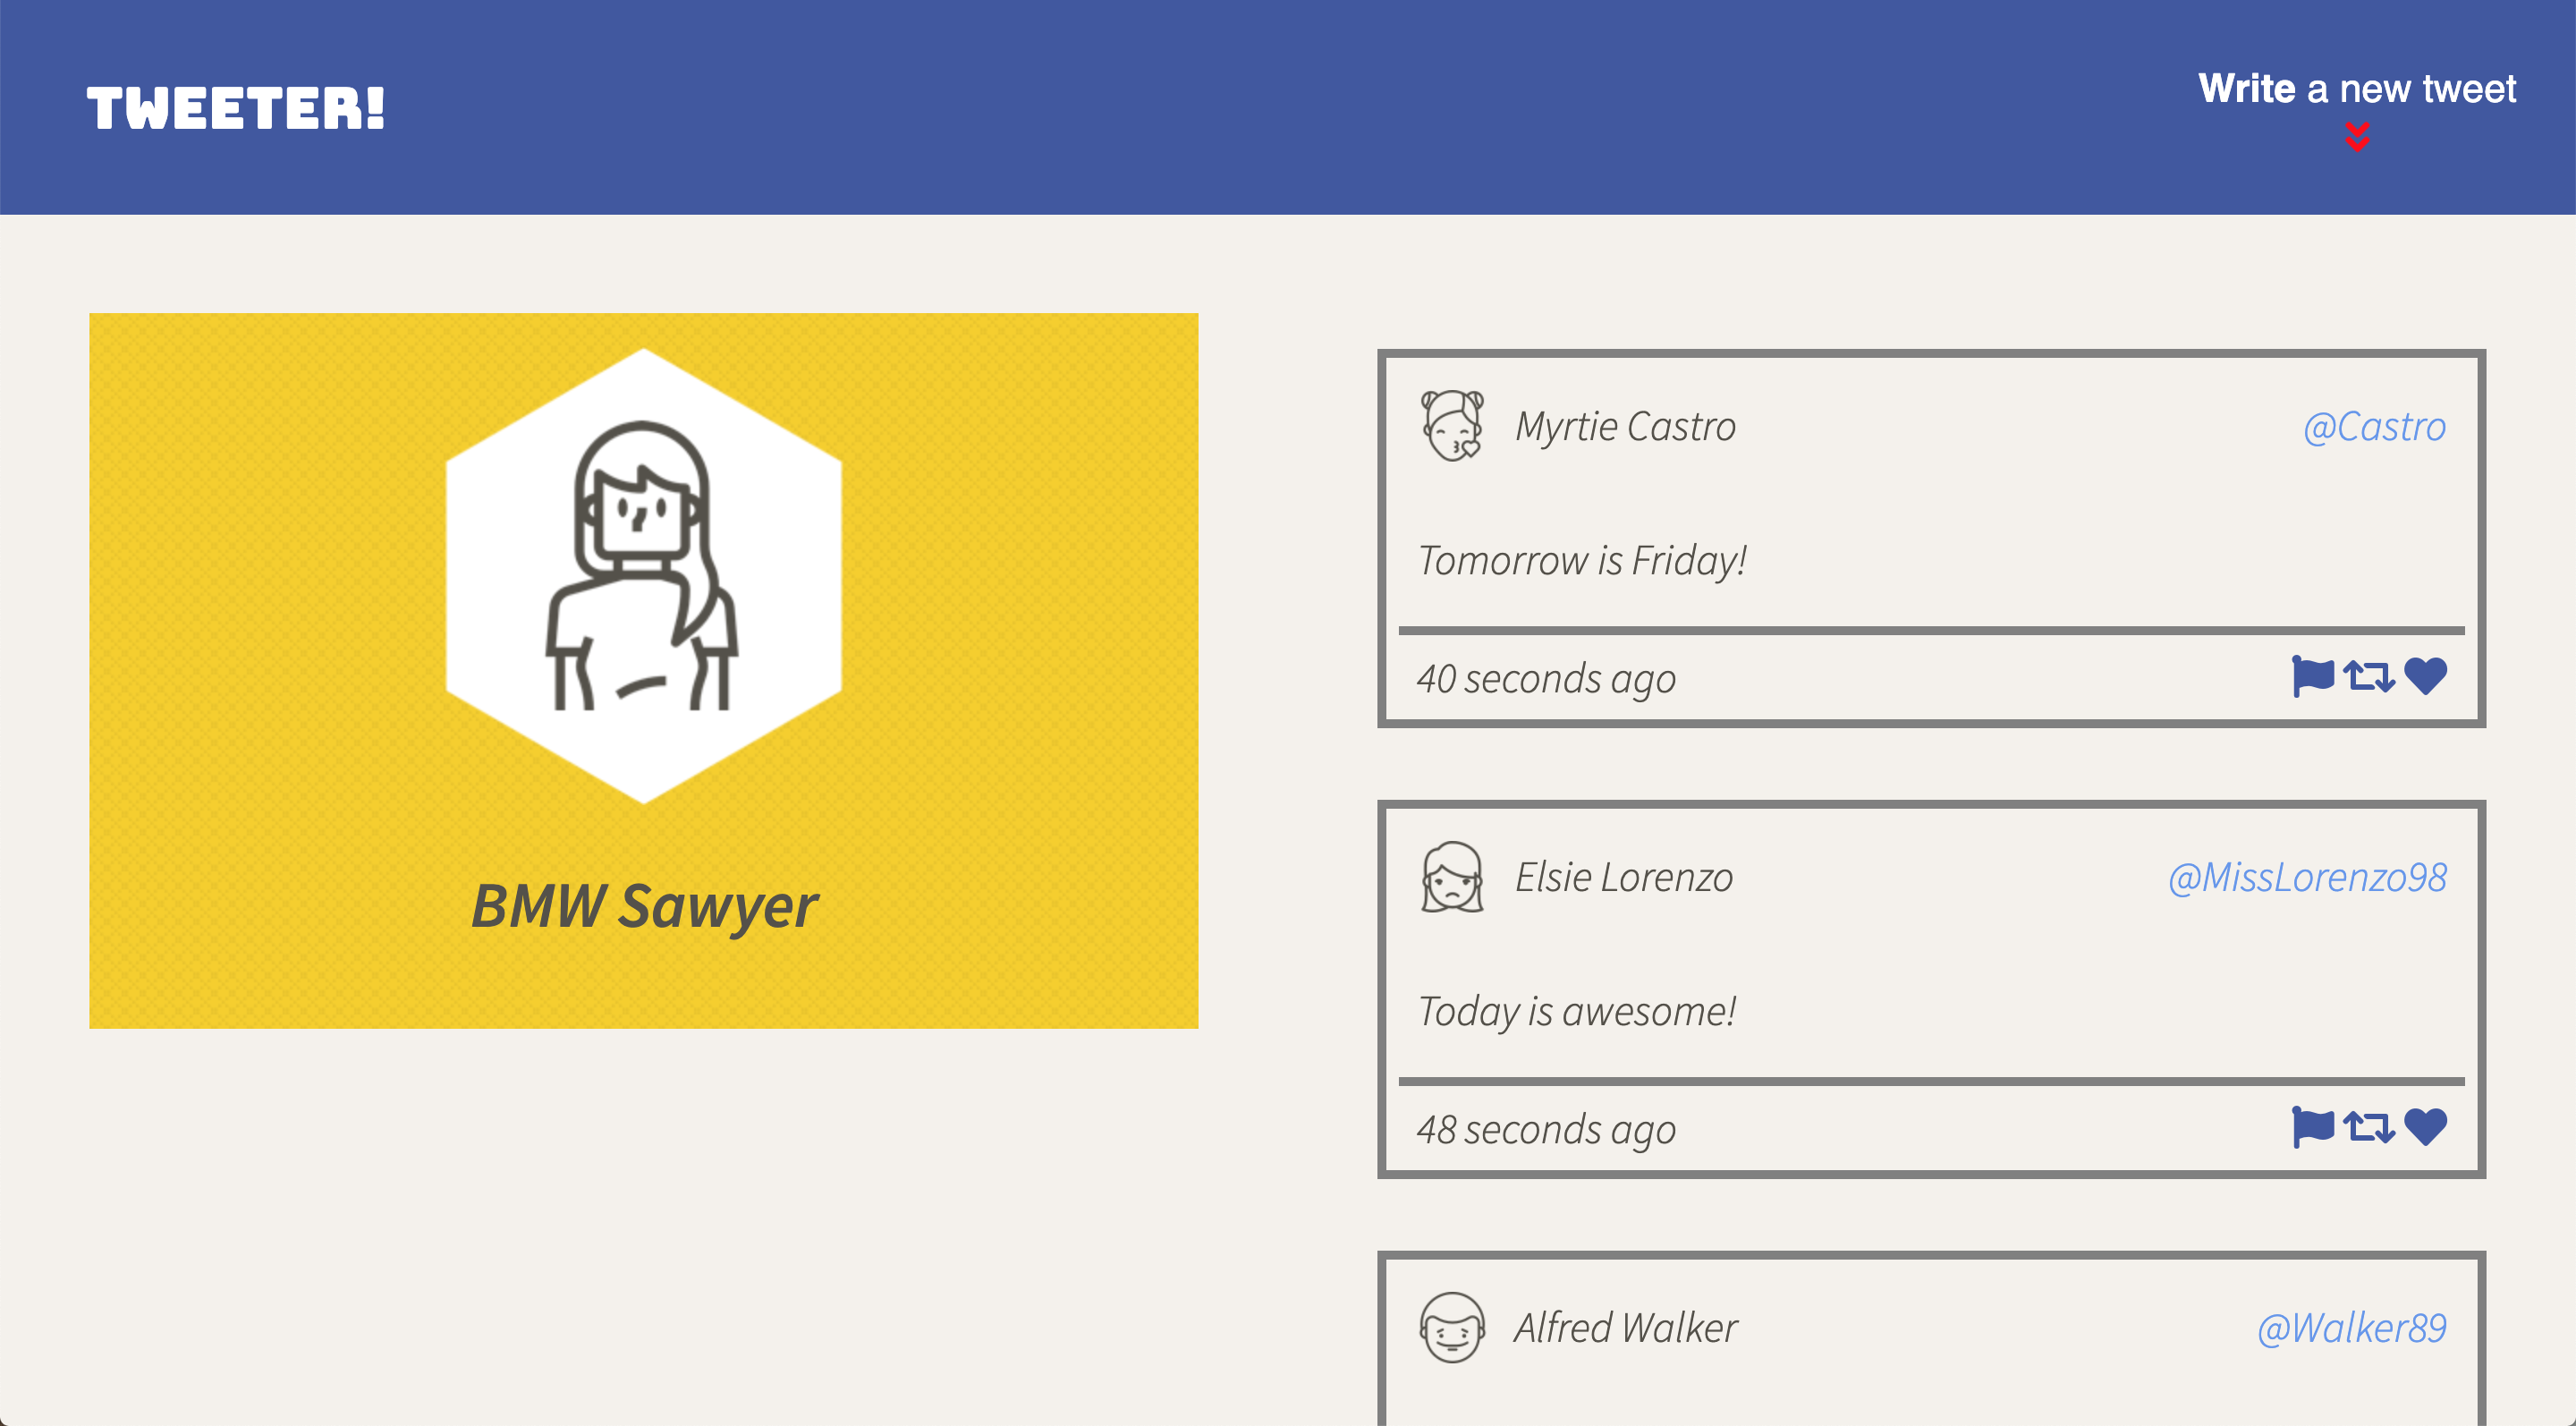 TWEETER!
Write a new tweet
BMW Sawyer
Myrtie Castro @Castro
Tomorrow is Friday!
40 seconds ago
Elsie Lorenzo @MissLorenzo98
Today is awesome!
48 seconds ago
Alfred Walker @Walker89